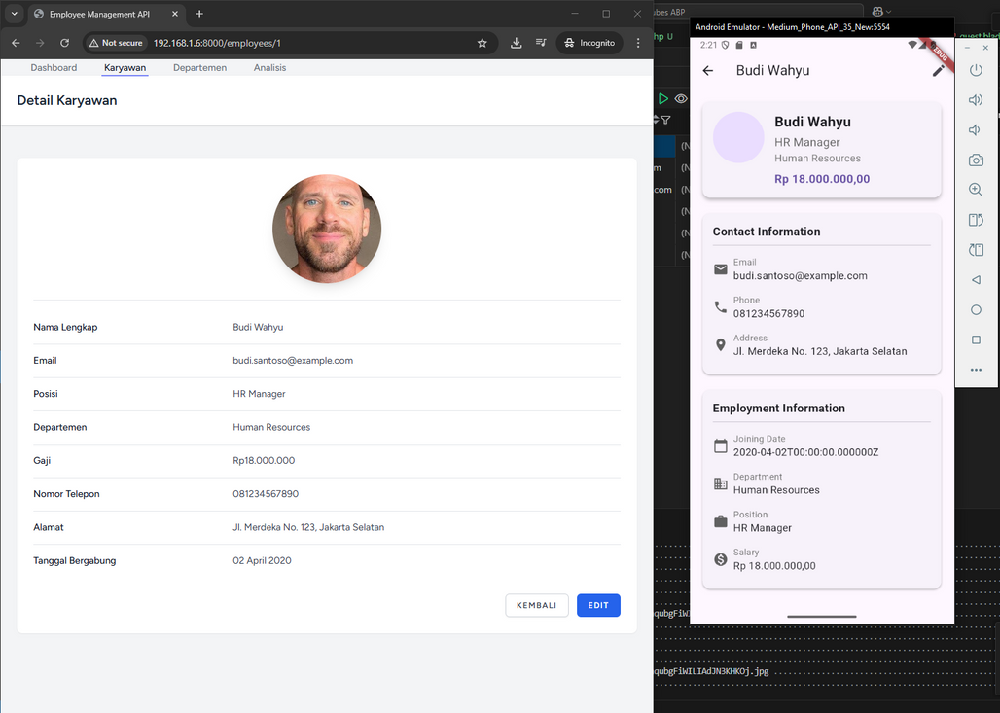 Employee Management API
Not secure
192.168.1.6:8000/employees/1
Incognito
Dashboard
Karyawan
Departemen
Analisis
Detail Karyawan
Nama Lengkap
Budi Wahyu
Email
budi.santoso@example.com
Posisi
HR Manager
Departemen
Human Resources
Gaji
Rp18.000.000
Nomor Telepon
081234567890
Alamat
Jl. Merdeka No. 123, Jakarta Selatan
Tanggal Bergabung
02 April 2020
KEMBALI
EDIT
ubes ABP
hp U
guest.blad
(N
m (N
com (N
(N
(N
(N
Android Emulator - Medium_Phone_API_35_New:5554
2:21
Budi Wahyu
Budi Wahyu
HR Manager
Human Resources
Rp 18.000.000,00
Contact Information
Email
budi.santoso@example.com
Phone
081234567890
Address
Jl. Merdeka No. 123, Jakarta Selatan
Employment Information
Joining Date
2020-04-02T00:00:00.000000Z
Department
Human Resources
Position
HR Manager
Salary
Rp 18.000.000,00
qubgFiWI
qubgFiWILIAdJN3KHKOj.jpg